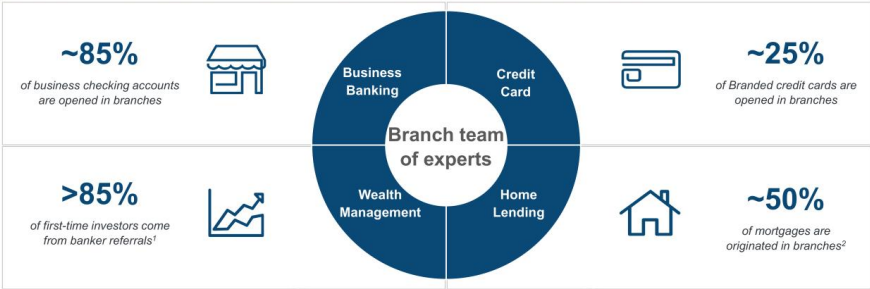 ~85%
of business checking accounts
are opened in branches
Business
Banking
Credit
Card
~25%
of Branded credit cards are
opened in branches
Branch team
of experts
>85%
of first-time investors come
from banker referrals¹
Wealth
Management
Home
Lending
~50%
of mortgages are
originated in branches²